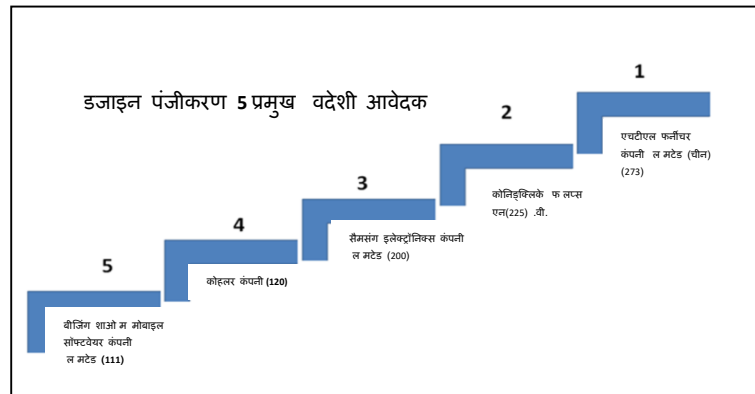 डजाइन पंजीकरण 5 प्रमुख वदेशी आवेदक
1
एचटीएल फर्नीचर
कंपनी ल मटेड (चीन)
(273)
2
कोनिड्क्लिके फ लप्स
एन(225) .वी.
3
सैमसंग इलेक्ट्रॉनिक्स कंपनी
ल मटेड (200)
4
कोहलर कंपनी (120)
5
बीजिंग शाओ म मोबाइल
सॉफ्टवेयर कंपनी
ल मटेड (111)